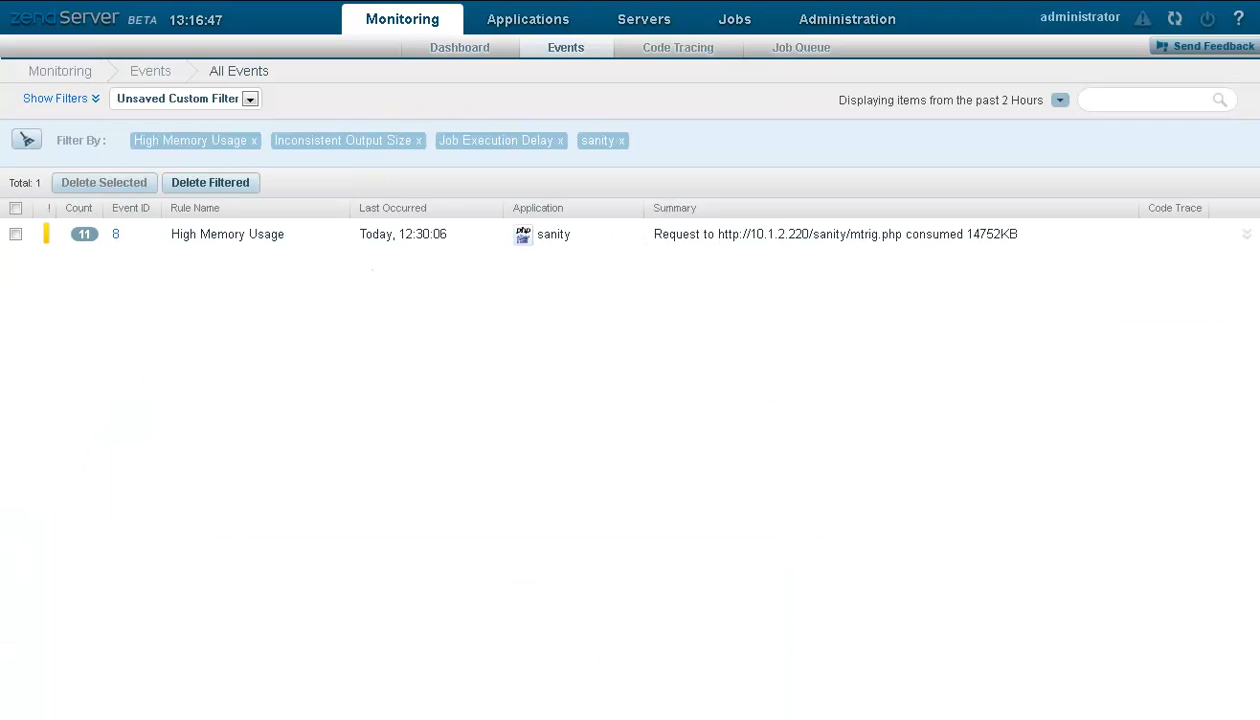 zendServer BETA 13:16:47 Monitoring Applications Servers Jobs Administration administrator ?
Dashboard Events Code Tracing Job Queue Send Feedback
Monitoring Events All Events
Show Filters Unsaved Custom Filter Displaying items from the past 2 Hours
Filter By : High Memory Usage x Inconsistent Output Size x Job Execution Delay x sanity x
Total: 1 Delete Selected Delete Filtered
! Count Event ID Rule Name Last Occurred Application Summary Code Trace
11 8 High Memory Usage Today, 12:30:06 php sanity Request to http://10.1.2.220/sanity/mtrig.php consumed 14752KB